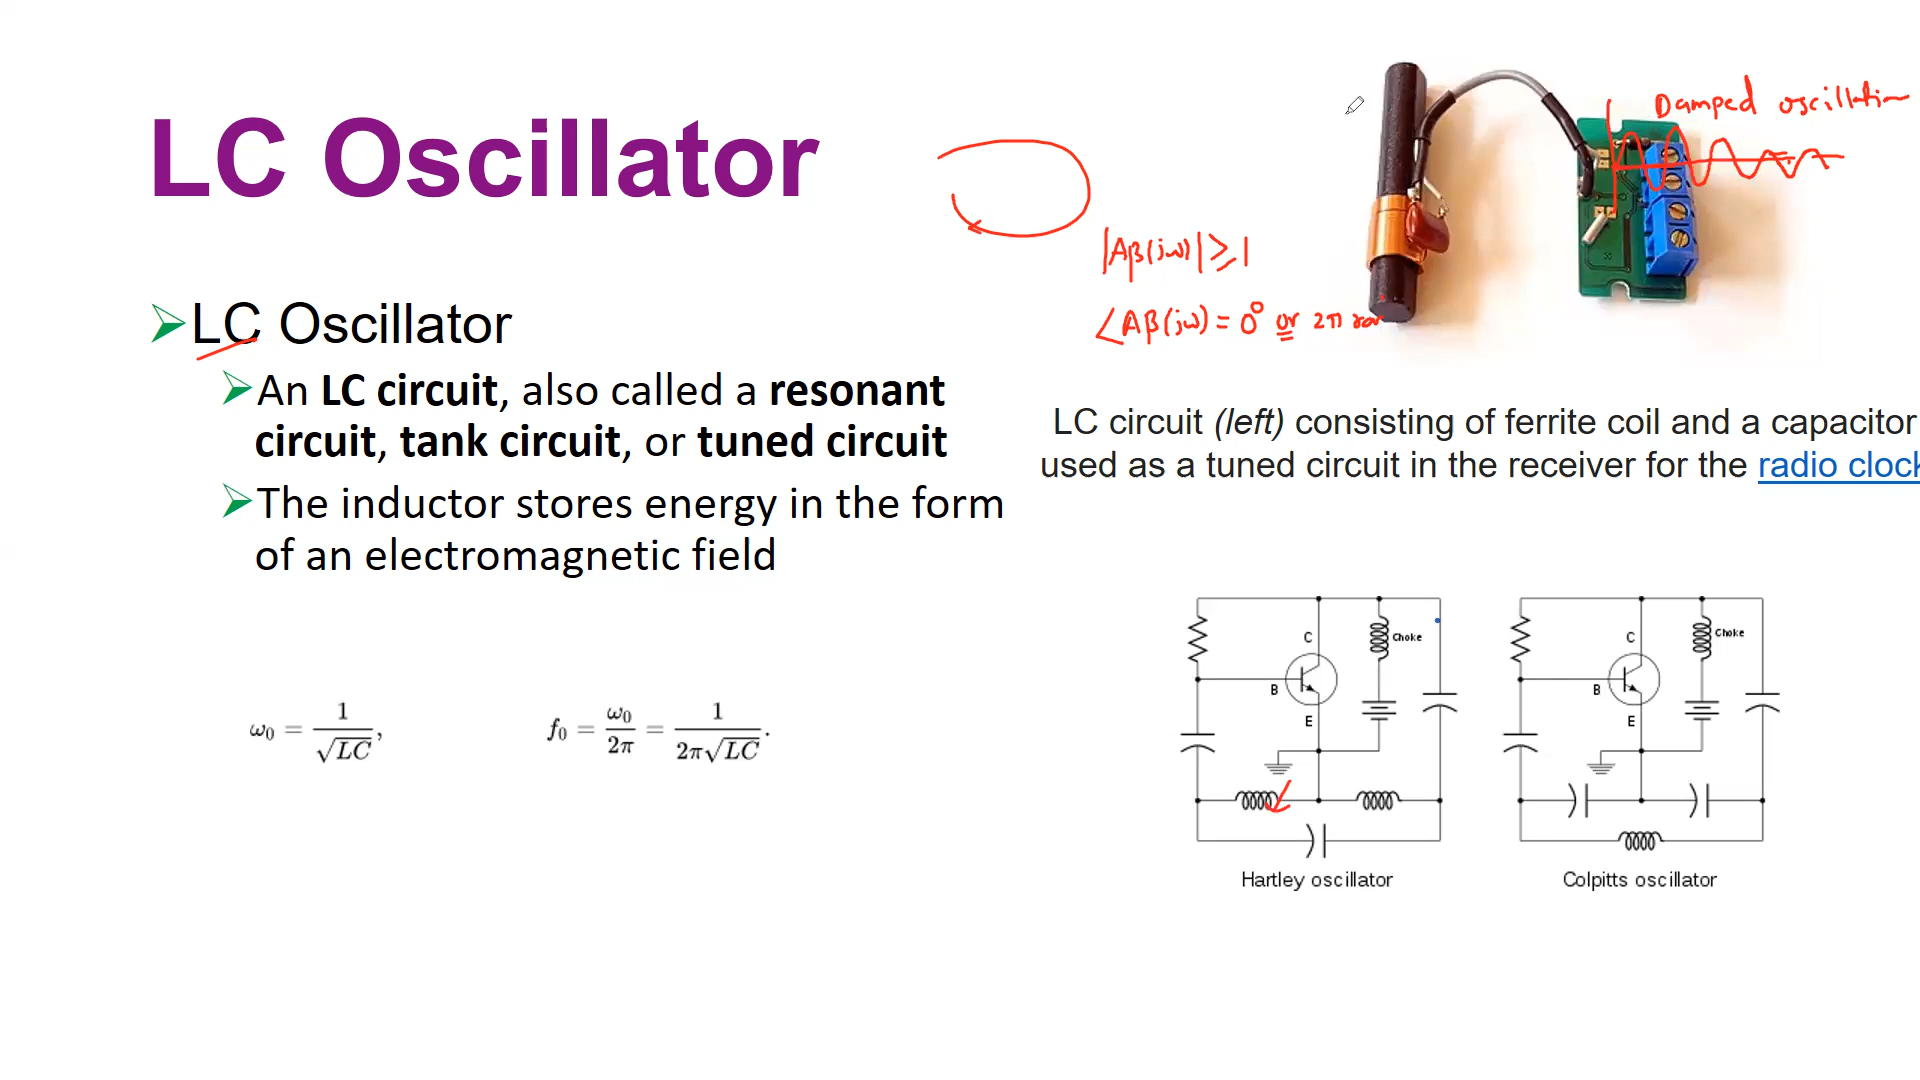 LC Oscillator
LC Oscillator
An LC circuit, also called a resonant
circuit, tank circuit, or tuned circuit
The inductor stores energy in the form
of an electromagnetic field
ω₀ = 1/√LC,
f₀ = ω₀/2π = 1/2π√LC.
|Aβ(jω)| ≥ 1
∠Aβ(jω) = 0° or 2π
Damped oscillation
LC circuit (left) consisting of ferrite coil and a capacitor
used as a tuned circuit in the receiver for the radio clock
C
Choke
B
E
Hartley oscillator
C
Choke
B
E
Colpitts oscillator